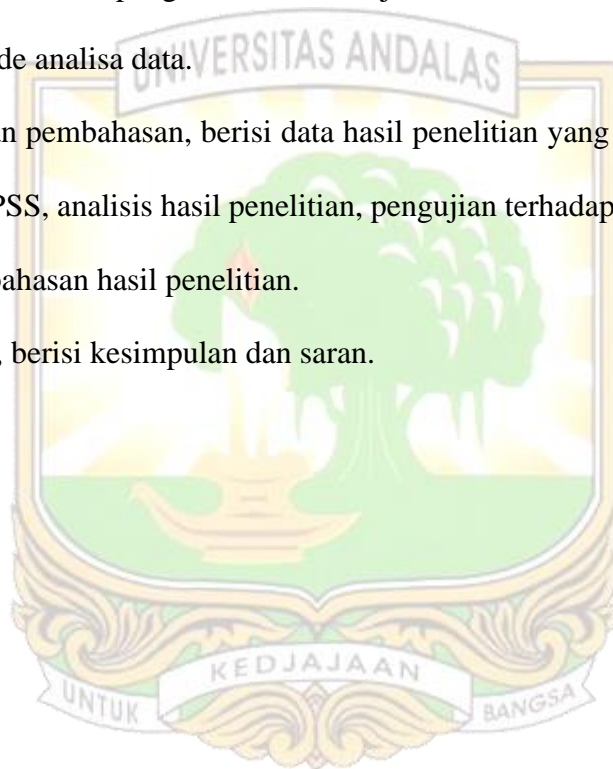 de analisa data.
UNIVERSITAS ANDALAS
n pembahasan, berisi data hasil penelitian yang
PSS, analisis hasil penelitian, pengujian terhadap
bahasan hasil penelitian.
, berisi kesimpulan dan saran.
UNTUK KEDJAJAAN BANGSA